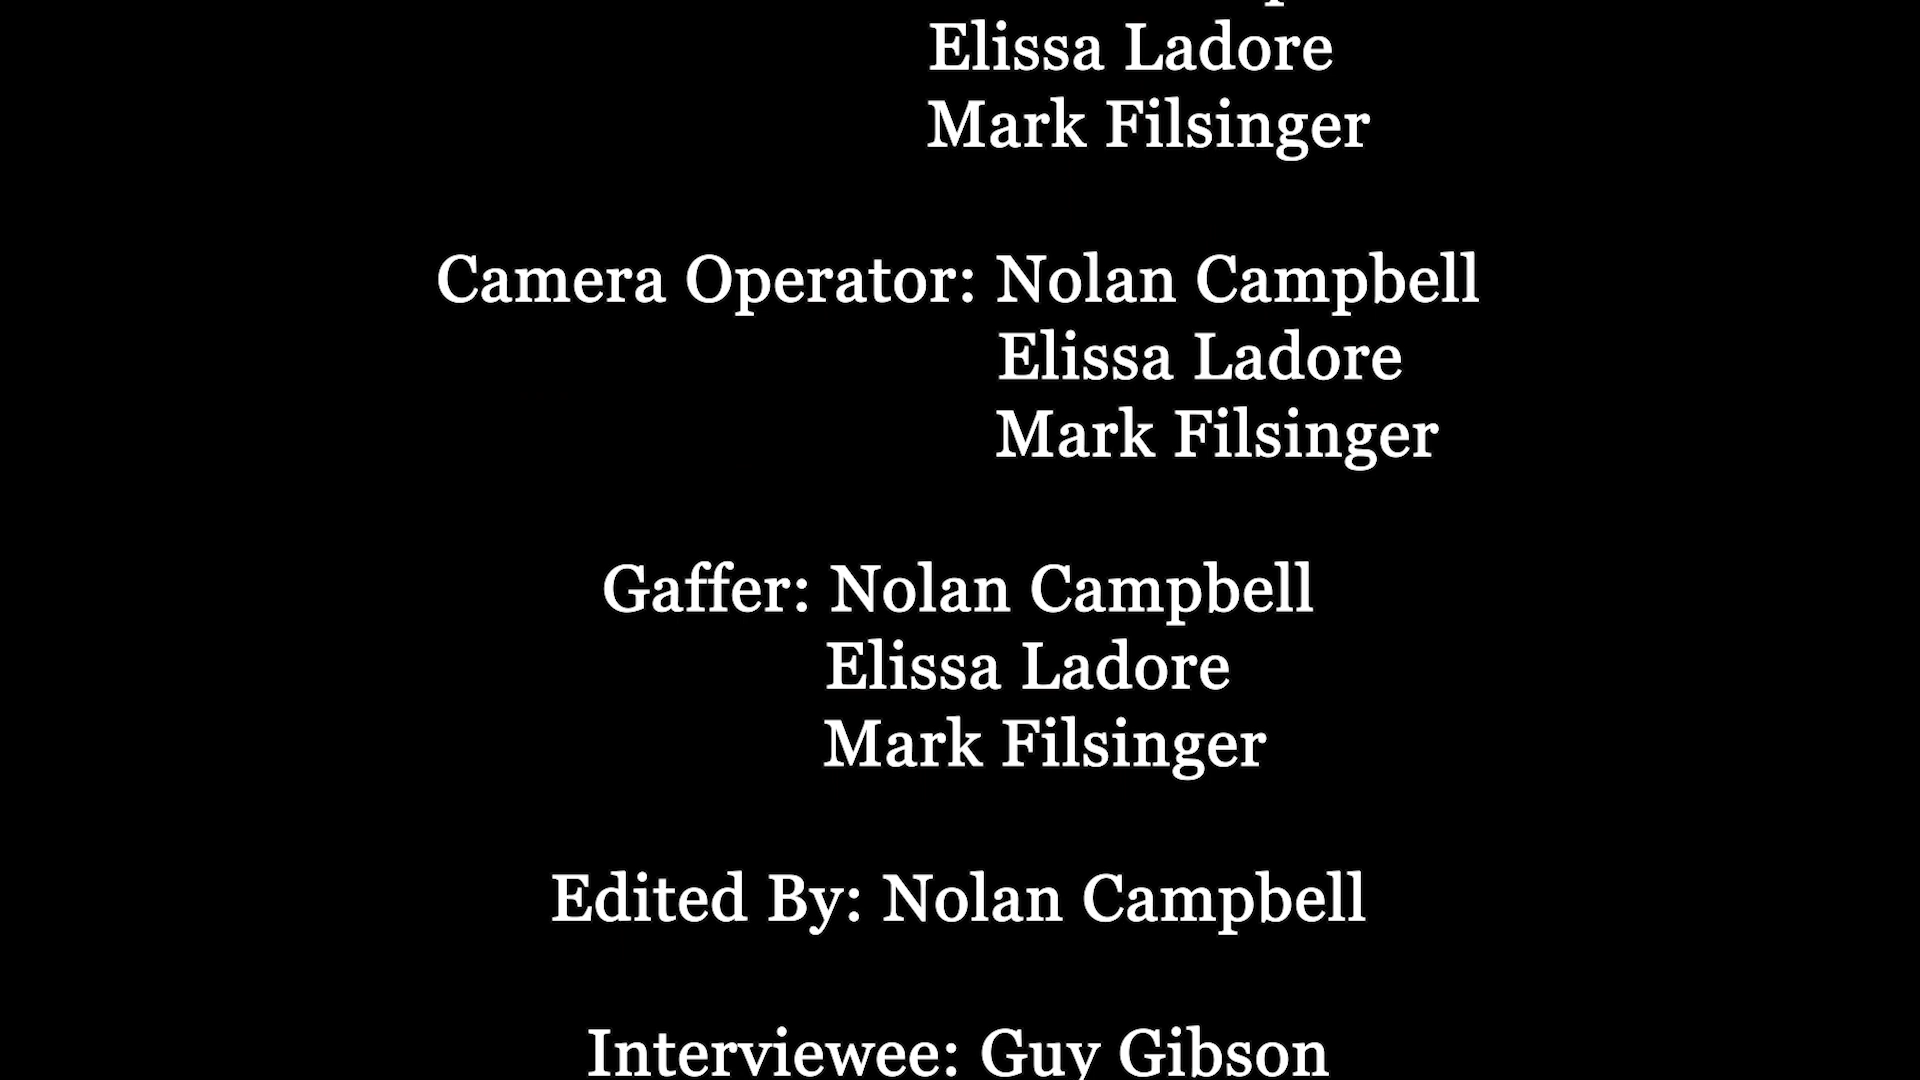 Elissa Ladore
Mark Filsinger
Camera Operator: Nolan Campbell
Elissa Ladore
Mark Filsinger
Gaffer: Nolan Campbell
Elissa Ladore
Mark Filsinger
Edited By: Nolan Campbell
Interviewee: Guy Gibson